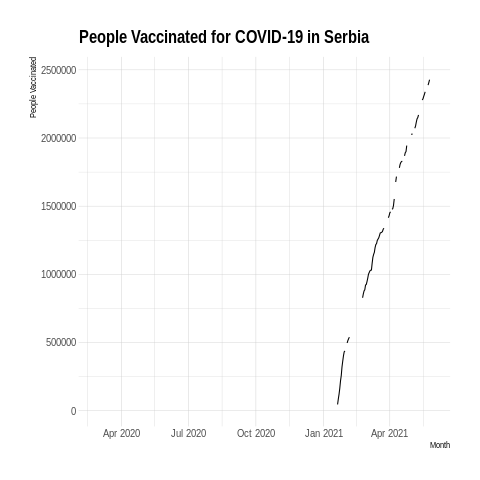 People Vaccinated for COVID-19 in Serbia
People Vaccinated
2500000
2000000
1500000
1000000
500000
0
Apr 2020 Jul 2020 Oct 2020 Jan 2021 Apr 2021
Month